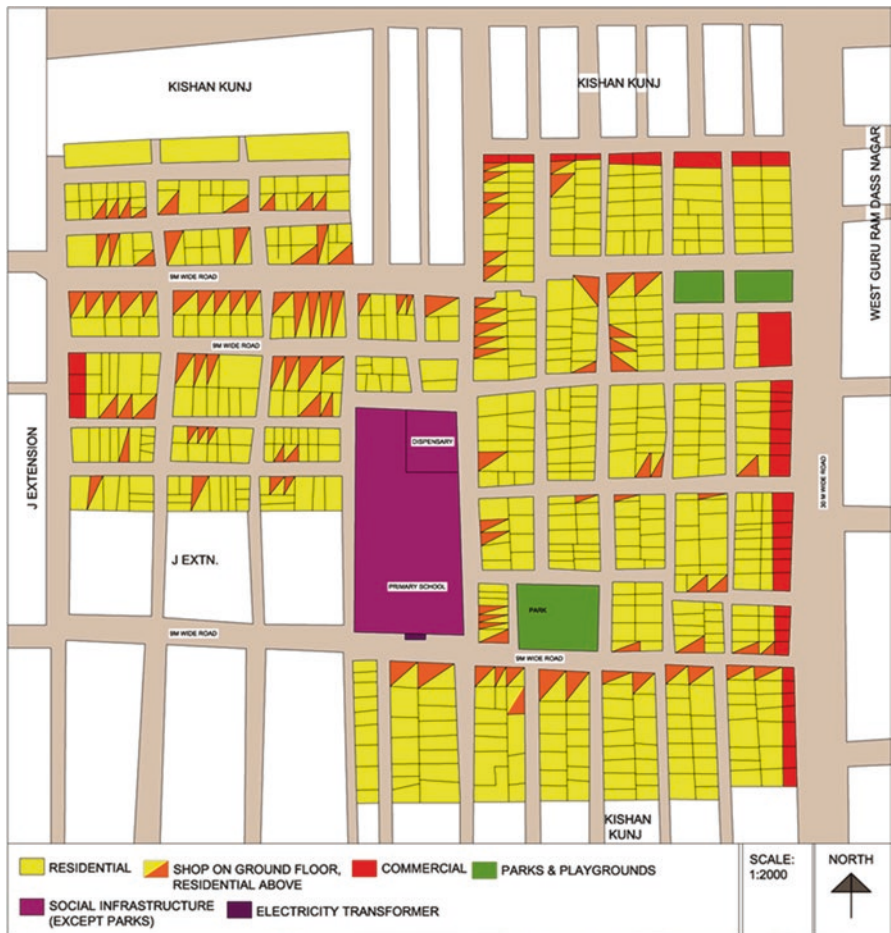 KISHAN KUNJ
KISHAN KUNJ
WEST GURU RAM DASS NAGAR
9M WIDE ROAD
9M WIDE ROAD
DISPENSARY
J EXTENSION
30 M WIDE ROAD
J EXTN.
PRIMARY SCHOOL
PARK
9M WIDE ROAD
9M WIDE ROAD
KISHAN
KUNJ
RESIDENTIAL
SHOP ON GROUND FLOOR,
RESIDENTIAL ABOVE
COMMERCIAL
PARKS & PLAYGROUNDS
SOCIAL INFRASTRUCTURE
(EXCEPT PARKS)
ELECTRICITY TRANSFORMER
SCALE:
1:2000
NORTH